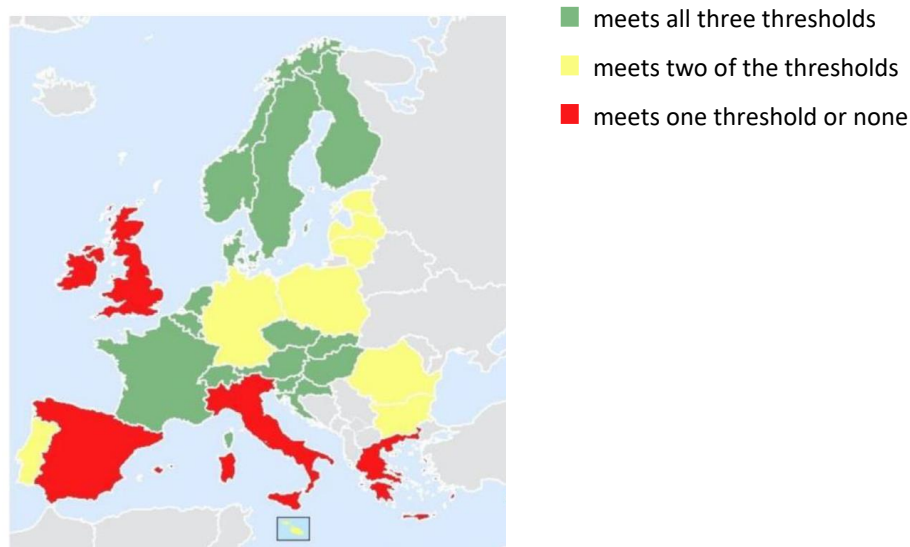 meets all three thresholds
meets two of the thresholds
meets one threshold or none